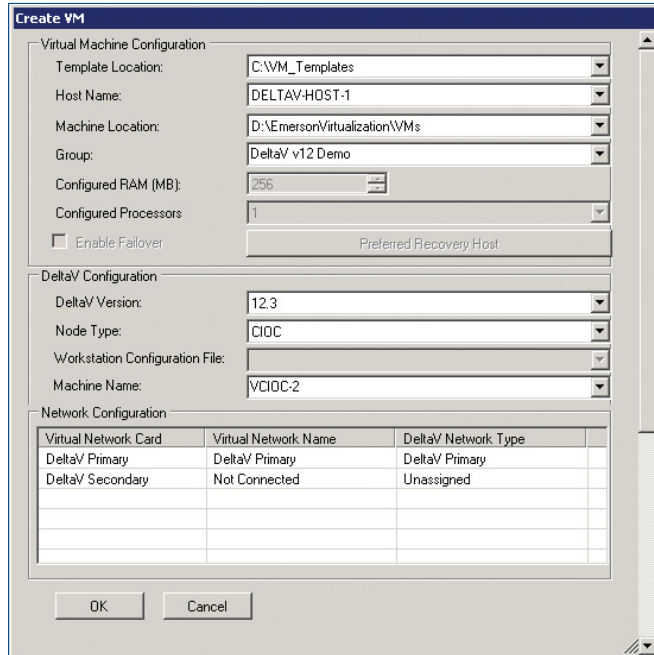 Create VM
Virtual Machine Configuration
Template Location: C:\VM_Templates
Host Name: DELTAV-HOST-1
Machine Location: D:\EmersonVirtualization\VMs
Group: DeltaV v12 Demo
Configured RAM (MB): 256
Configured Processors 1
Enable Failover Preferred Recovery Host
DeltaV Configuration
DeltaV Version: 12.3
Node Type: CIOC
Workstation Configuration File:
Machine Name: VCIOC-2
Network Configuration
Virtual Network Card Virtual Network Name DeltaV Network Type
DeltaV Primary DeltaV Primary DeltaV Primary
DeltaV Secondary Not Connected Unassigned
OK Cancel